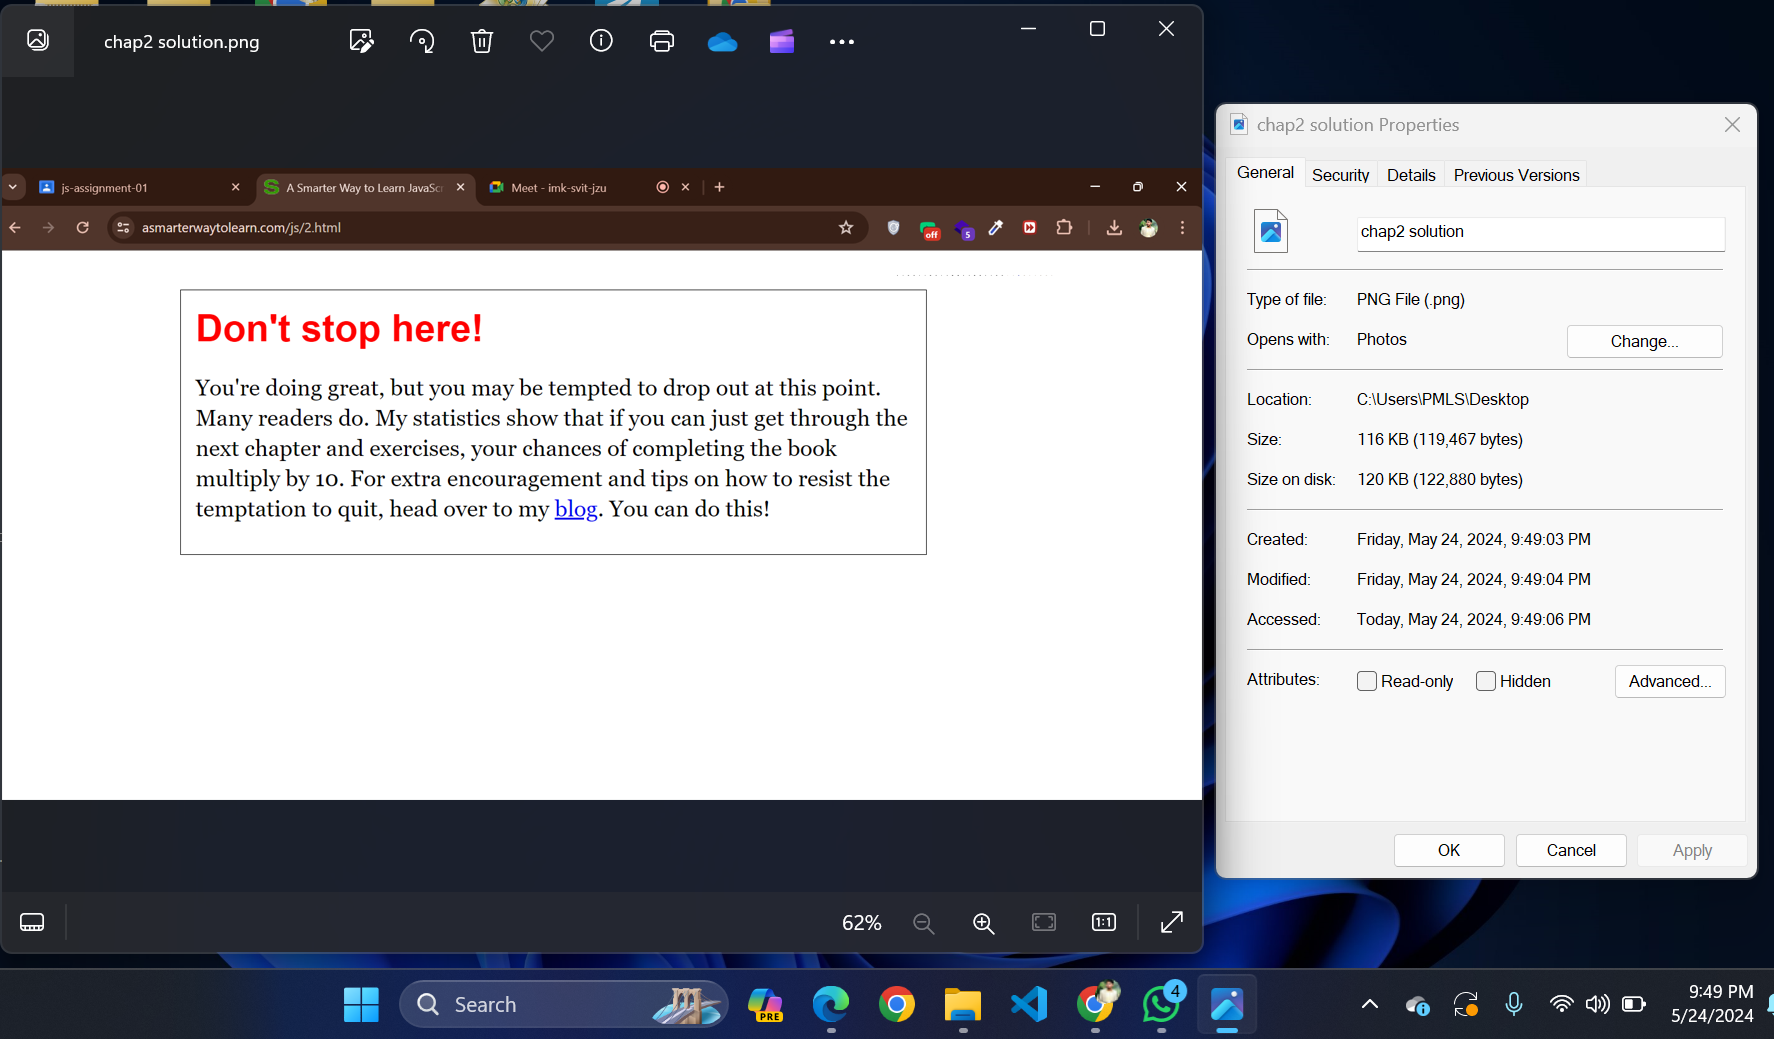 chap2 solution.png
js-assignment-01
A Smarter Way to Learn JavaScr
Meet - imk-svit-jzu
asmarterwaytolearn.com/js/2.html
off
5
Don't stop here!
You're doing great, but you may be tempted to drop out at this point.
Many readers do. My statistics show that if you can just get through the
next chapter and exercises, your chances of completing the book
multiply by 10. For extra encouragement and tips on how to resist the
temptation to quit, head over to my blog. You can do this!
62%
1:1
chap2 solution Properties
General Security Details Previous Versions
chap2 solution
Type of file: PNG File (.png)
Opens with: Photos Change...
Location: C:\Users\PMLS\Desktop
Size: 116 KB (119,467 bytes)
Size on disk: 120 KB (122,880 bytes)
Created: Friday, May 24, 2024, 9:49:03 PM
Modified: Friday, May 24, 2024, 9:49:04 PM
Accessed: Today, May 24, 2024, 9:49:06 PM
Attributes: Read-only Hidden Advanced...
OK Cancel Apply
Search
PRE
4
9:49 PM
5/24/2024